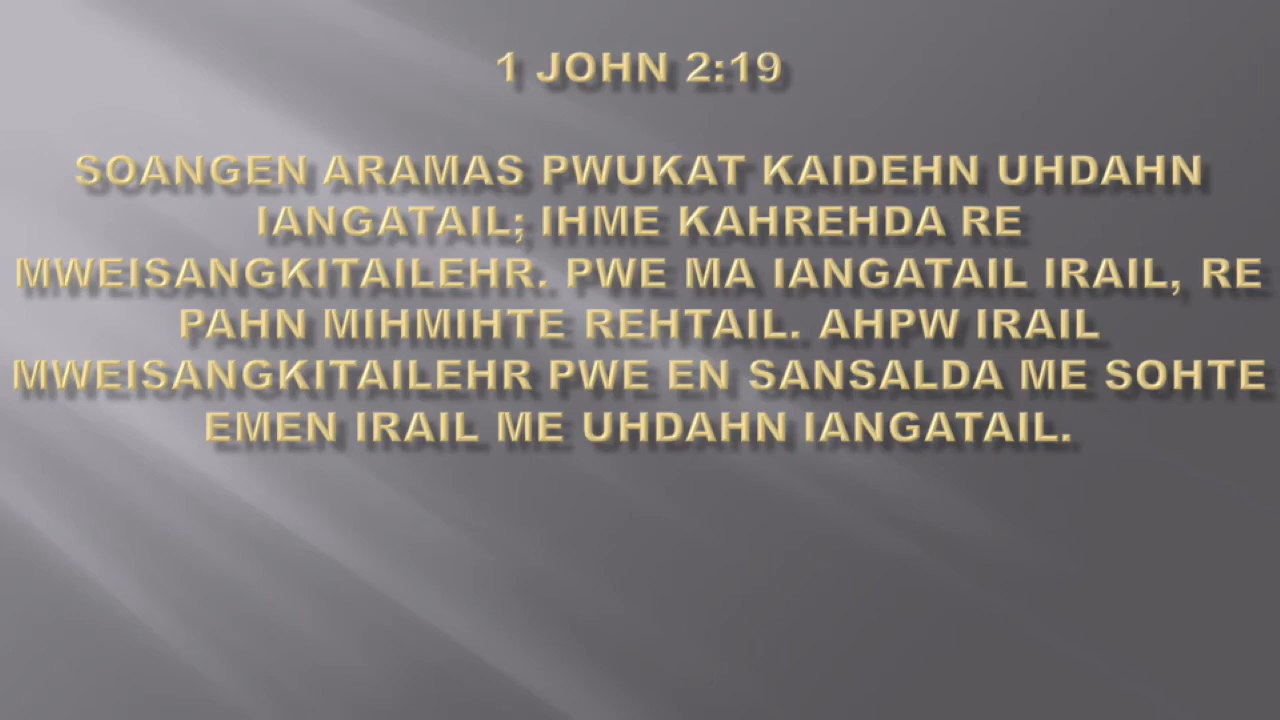 1 JOHN 2:19
SOANGEN ARAMAS PWUKAT KAIDEHN UHDAHN
IANGATAIL; IHME KAHREHDA RE
MWEISANGKITAILEHR. PWE MA IANGATAIL IRAIL, RE
PAHN MIHMIHTE REHTAIL. AHPW IRAIL
MWEISANGKITAILEHR PWE EN SANSALDA ME SOHTE
EMEN IRAIL ME UHDAHN IANGATAIL.